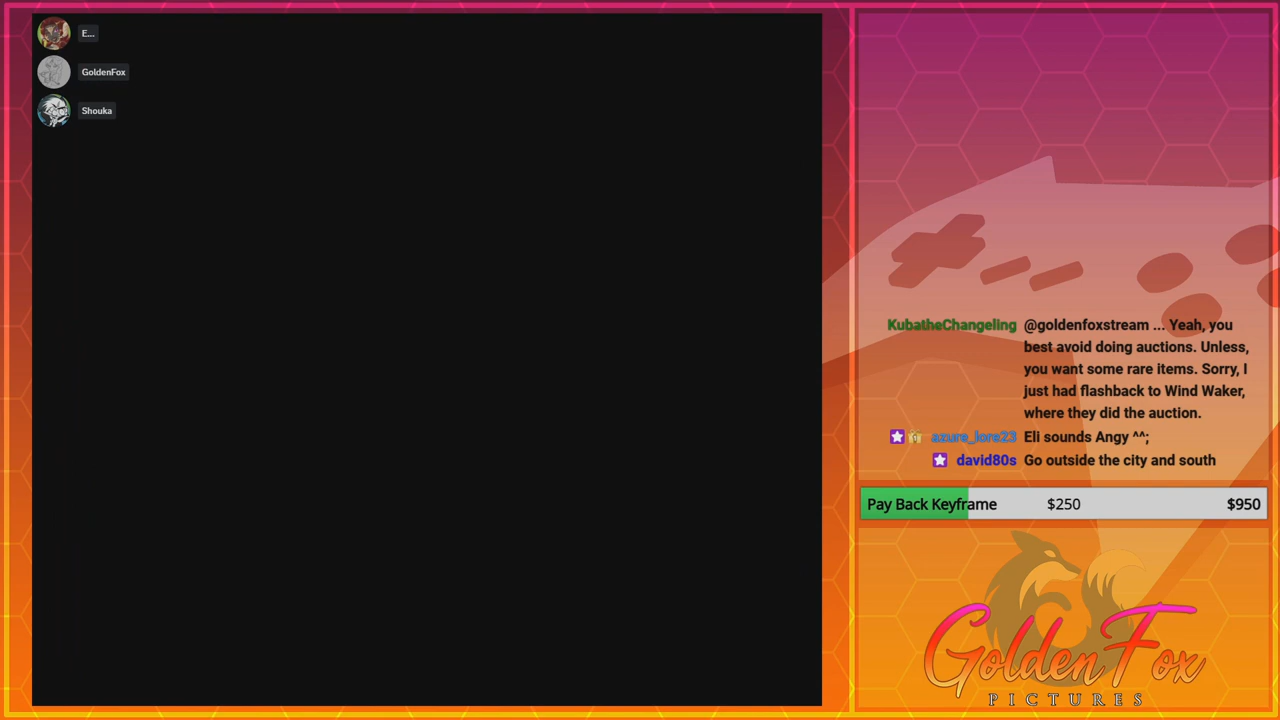 E...
GoldenFox
Shouka
KubatheChangeling @goldenfoxstream ... Yeah, you
best avoid doing auctions. Unless,
you want some rare items. Sorry, I
just had flashback to Wind Waker,
where they did the auction.
azure_lore23 Eli sounds Angy ^^;
david80s Go outside the city and south
Pay Back Keyframe $250 $950
GoldenFox
PICTURES